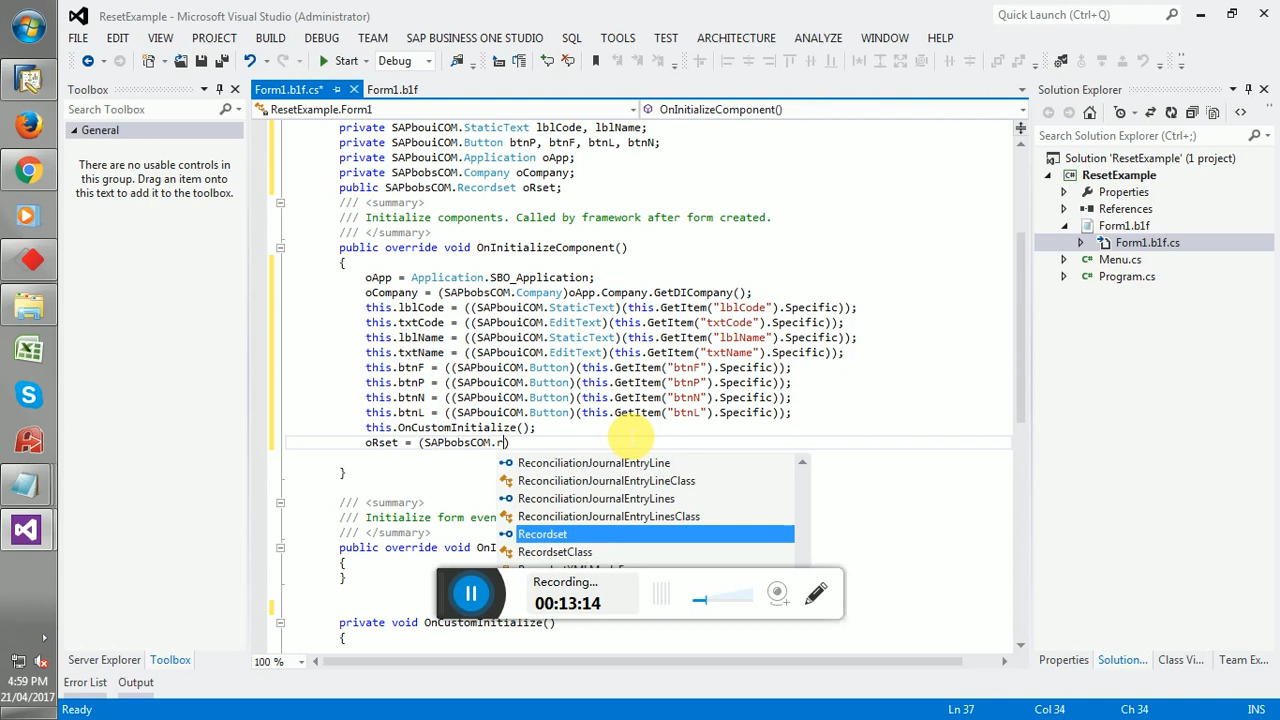 ResetExample - Microsoft Visual Studio (Administrator)
Quick Launch (Ctrl+Q)
FILE EDIT VIEW PROJECT BUILD DEBUG TEAM SAP BUSINESS ONE STUDIO SQL TOOLS TEST ARCHITECTURE ANALYZE WINDOW HELP
Start Debug
Toolbox
Search Toolbox
General
There are no usable controls in
this group. Drag an item onto
this text to add it to the toolbox.
Form1.b1f.cs* Form1.b1f
ResetExample.Form1 OnInitializeComponent()
private SAPbouiCOM.StaticText lblCode, lblName;
private SAPbouiCOM.Button btnP, btnF, btnL, btnN;
private SAPbouiCOM.Application oApp;
private SAPbobsCOM.Company oCompany;
public SAPbobsCOM.Recordset oRset;
/// <summary>
/// Initialize components. Called by framework after form created.
/// </summary>
public override void OnInitializeComponent()
{
oApp = Application.SBO_Application;
oCompany = (SAPbobsCOM.Company)oApp.Company.GetDICompany();
this.lblCode = ((SAPbouiCOM.StaticText)(this.GetItem("lblCode").Specific));
this.txtCode = ((SAPbouiCOM.EditText)(this.GetItem("txtCode").Specific));
this.lblName = ((SAPbouiCOM.StaticText)(this.GetItem("lblName").Specific));
this.txtName = ((SAPbouiCOM.EditText)(this.GetItem("txtName").Specific));
this.btnF = ((SAPbouiCOM.Button)(this.GetItem("btnF").Specific));
this.btnP = ((SAPbouiCOM.Button)(this.GetItem("btnP").Specific));
this.btnN = ((SAPbouiCOM.Button)(this.GetItem("btnN").Specific));
this.btnL = ((SAPbouiCOM.Button)(this.GetItem("btnL").Specific));
this.OnCustomInitialize();
oRset = (SAPbobsCOM.r)
ReconciliationJournalEntryLine
ReconciliationJournalEntryLineClass
ReconciliationJournalEntryLines
ReconciliationJournalEntryLinesClass
Recordset
RecordsetClass
}
/// <summary>
/// Initialize form even
/// </summary>
public override void OnI
{
}
private void OnCustomInitialize()
{
Recording...
00:13:14
100 %
Solution Explorer
Search Solution Explorer (Ctrl+;)
Solution 'ResetExample' (1 project)
ResetExample
Properties
References
Form1.b1f
Form1.b1f.cs
Menu.cs
Program.cs
Server Explorer Toolbox
Properties Solution... Class Vi... Team Ex...
Error List Output
Ready Ln 37 Col 34 Ch 34 INS
4:59 PM
21/04/2017